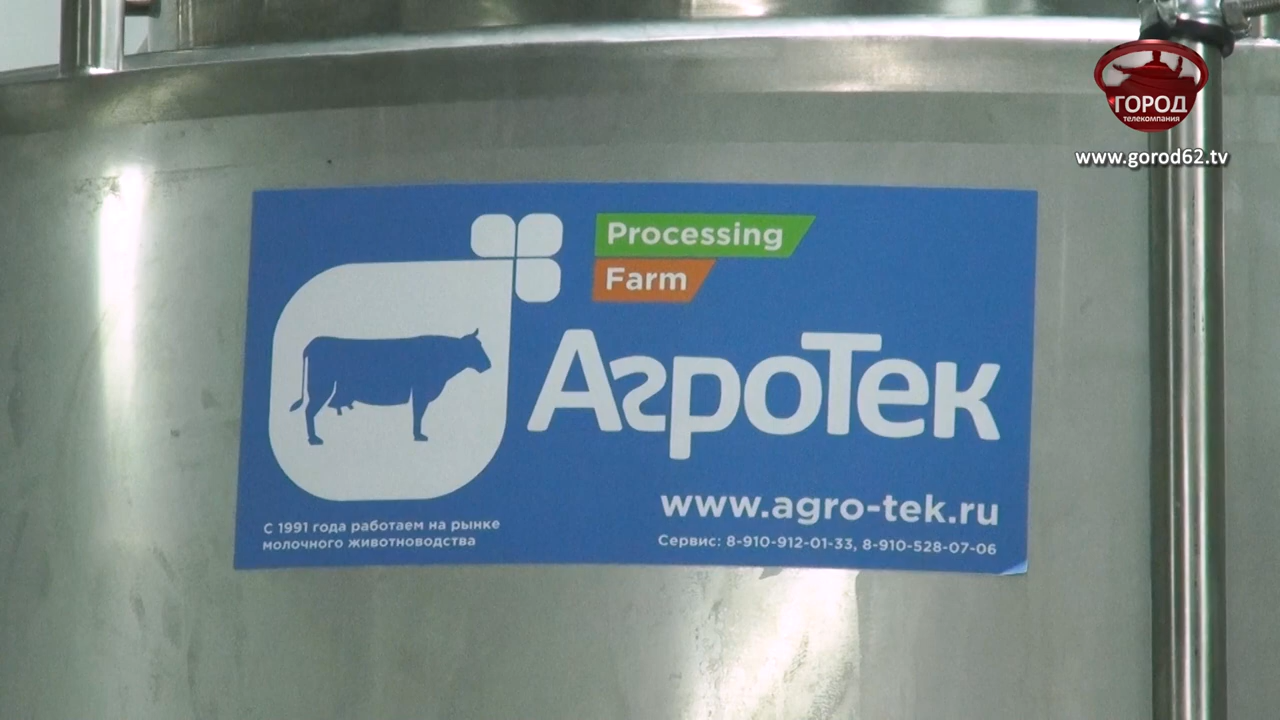 ГОРОД
телекомпания
www.gorod62.tv
Processing
Farm
АгроТек
www.agro-tek.ru
С 1991 года работаем на рынке
молочного животноводства
Сервис: 8-910-912-01-33, 8-910-528-07-06